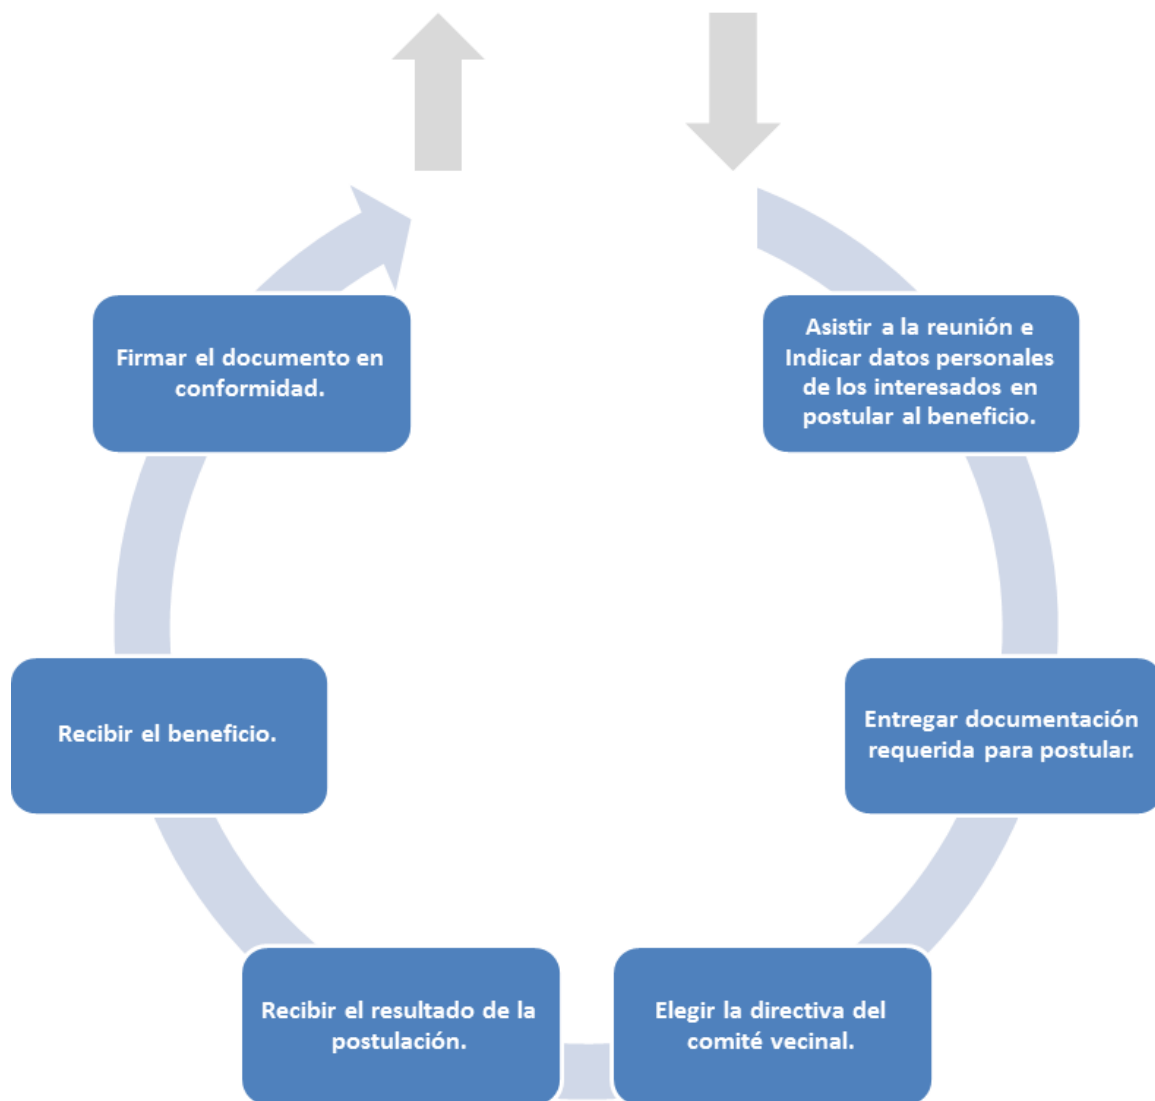 Asistir a la reunión e
Indicar datos personales
de los interesados en
postular al beneficio.
Entregar documentación
requerida para postular.
Elegir la directiva del
comité vecinal.
Recibir el resultado de la
postulación.
Recibir el beneficio.
Firmar el documento en
conformidad.